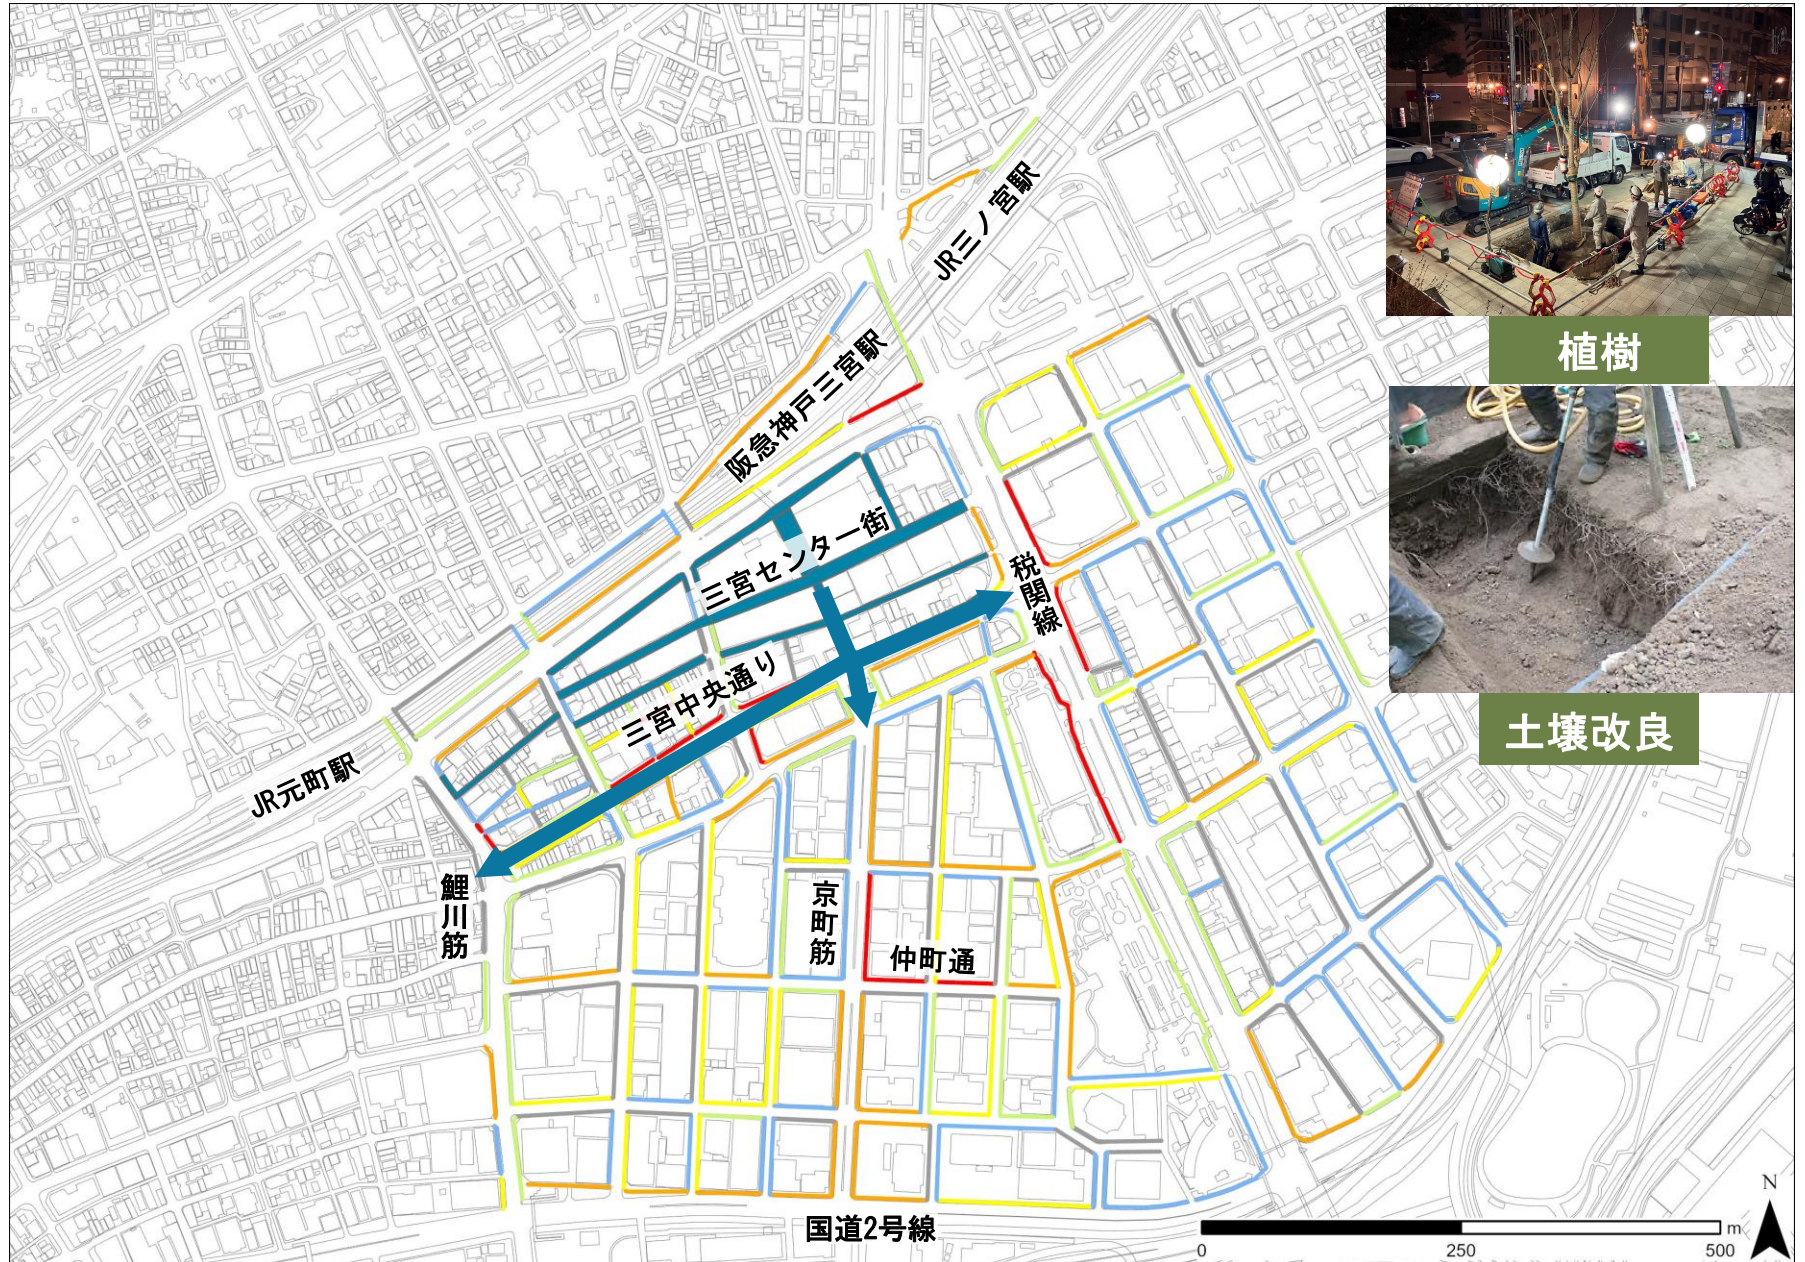 JR三ノ宮駅
植樹
阪急神戸三宮駅
三宮センター街
税関線
三宮中央通り
土壌改良
JR元町駅
鯉川筋
京町筋
仲町通
国道2号線
N
m
0
250
500